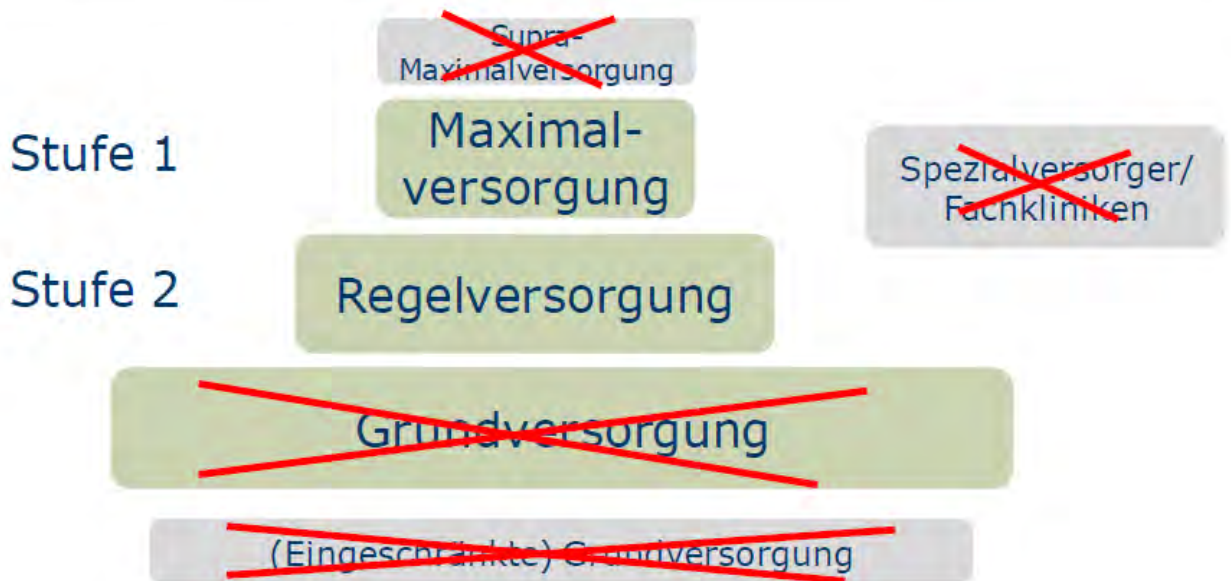 Supra-
Maximalversorgung
Stufe 1
Maximal-
versorgung
Spezialversorger/
Fachkliniken
Stufe 2
Regelversorgung
Grundversorgung
(Eingeschränkte) Grundversorgung